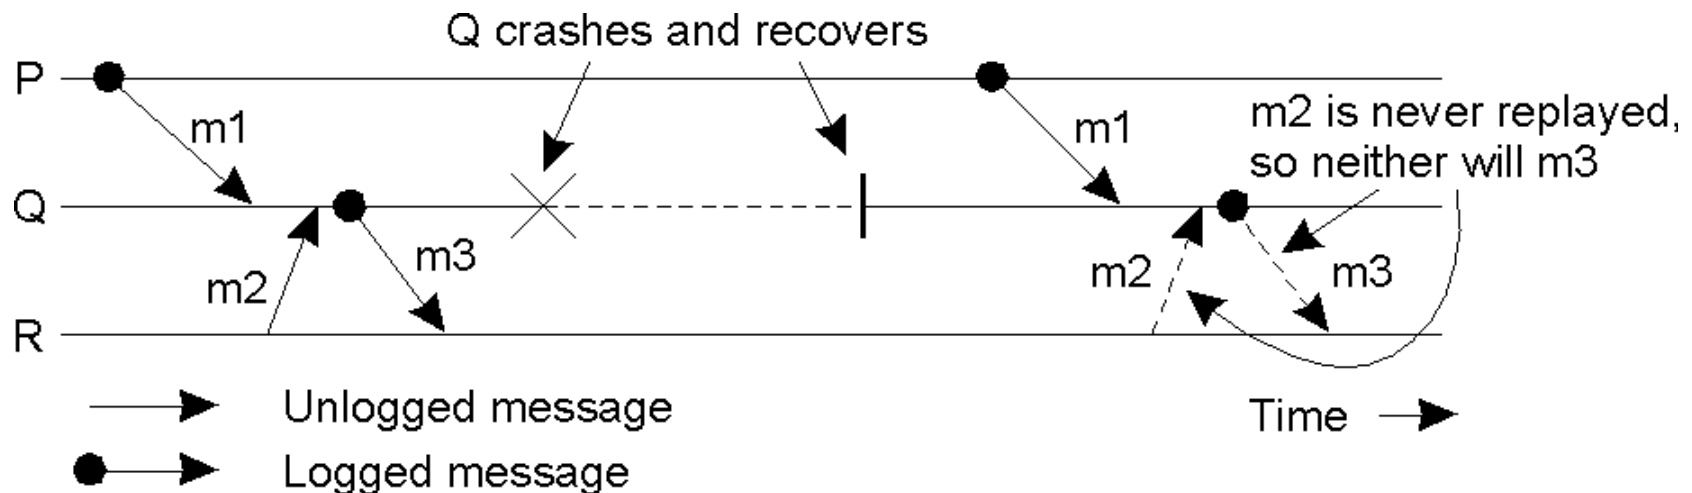 Q crashes and recovers
P
m1
m1
m2 is never replayed,
so neither will m3
Q
m2
m3
m2
m3
R
Unlogged message
Time
Logged message